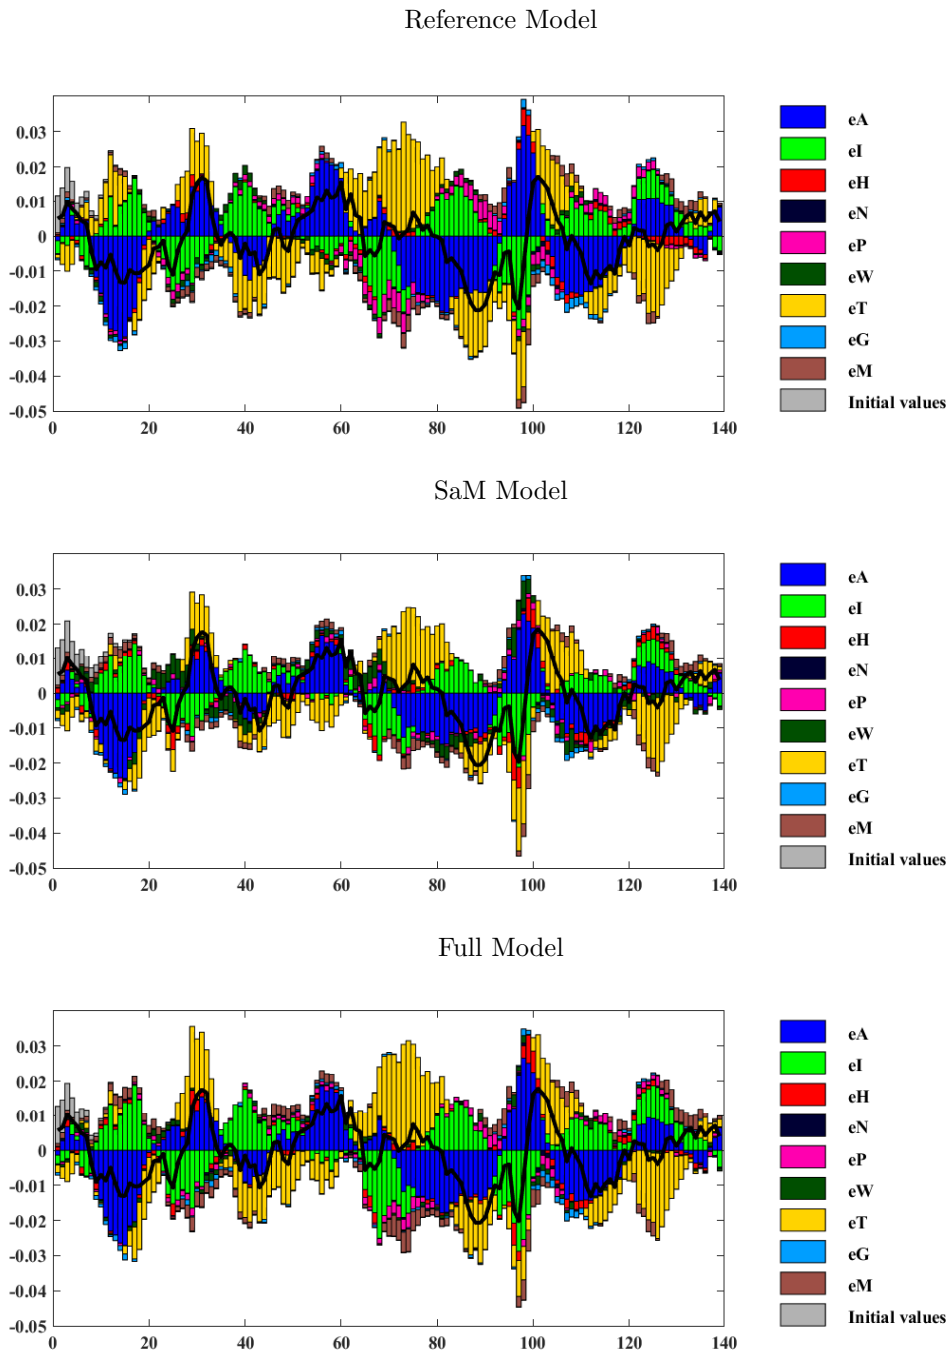 Reference Model
0.03
0.02
0.01
0
-0.01
-0.02
-0.03
-0.04
-0.05
0 20 40 60 80 100 120 140
eA
eI
eH
eN
eP
eW
eT
eG
eM
Initial values
SaM Model
0.03
0.02
0.01
0
-0.01
-0.02
-0.03
-0.04
-0.05
0 20 40 60 80 100 120 140
eA
eI
eH
eN
eP
eW
eT
eG
eM
Initial values
Full Model
0.03
0.02
0.01
0
-0.01
-0.02
-0.03
-0.04
-0.05
0 20 40 60 80 100 120 140
eA
eI
eH
eN
eP
eW
eT
eG
eM
Initial values